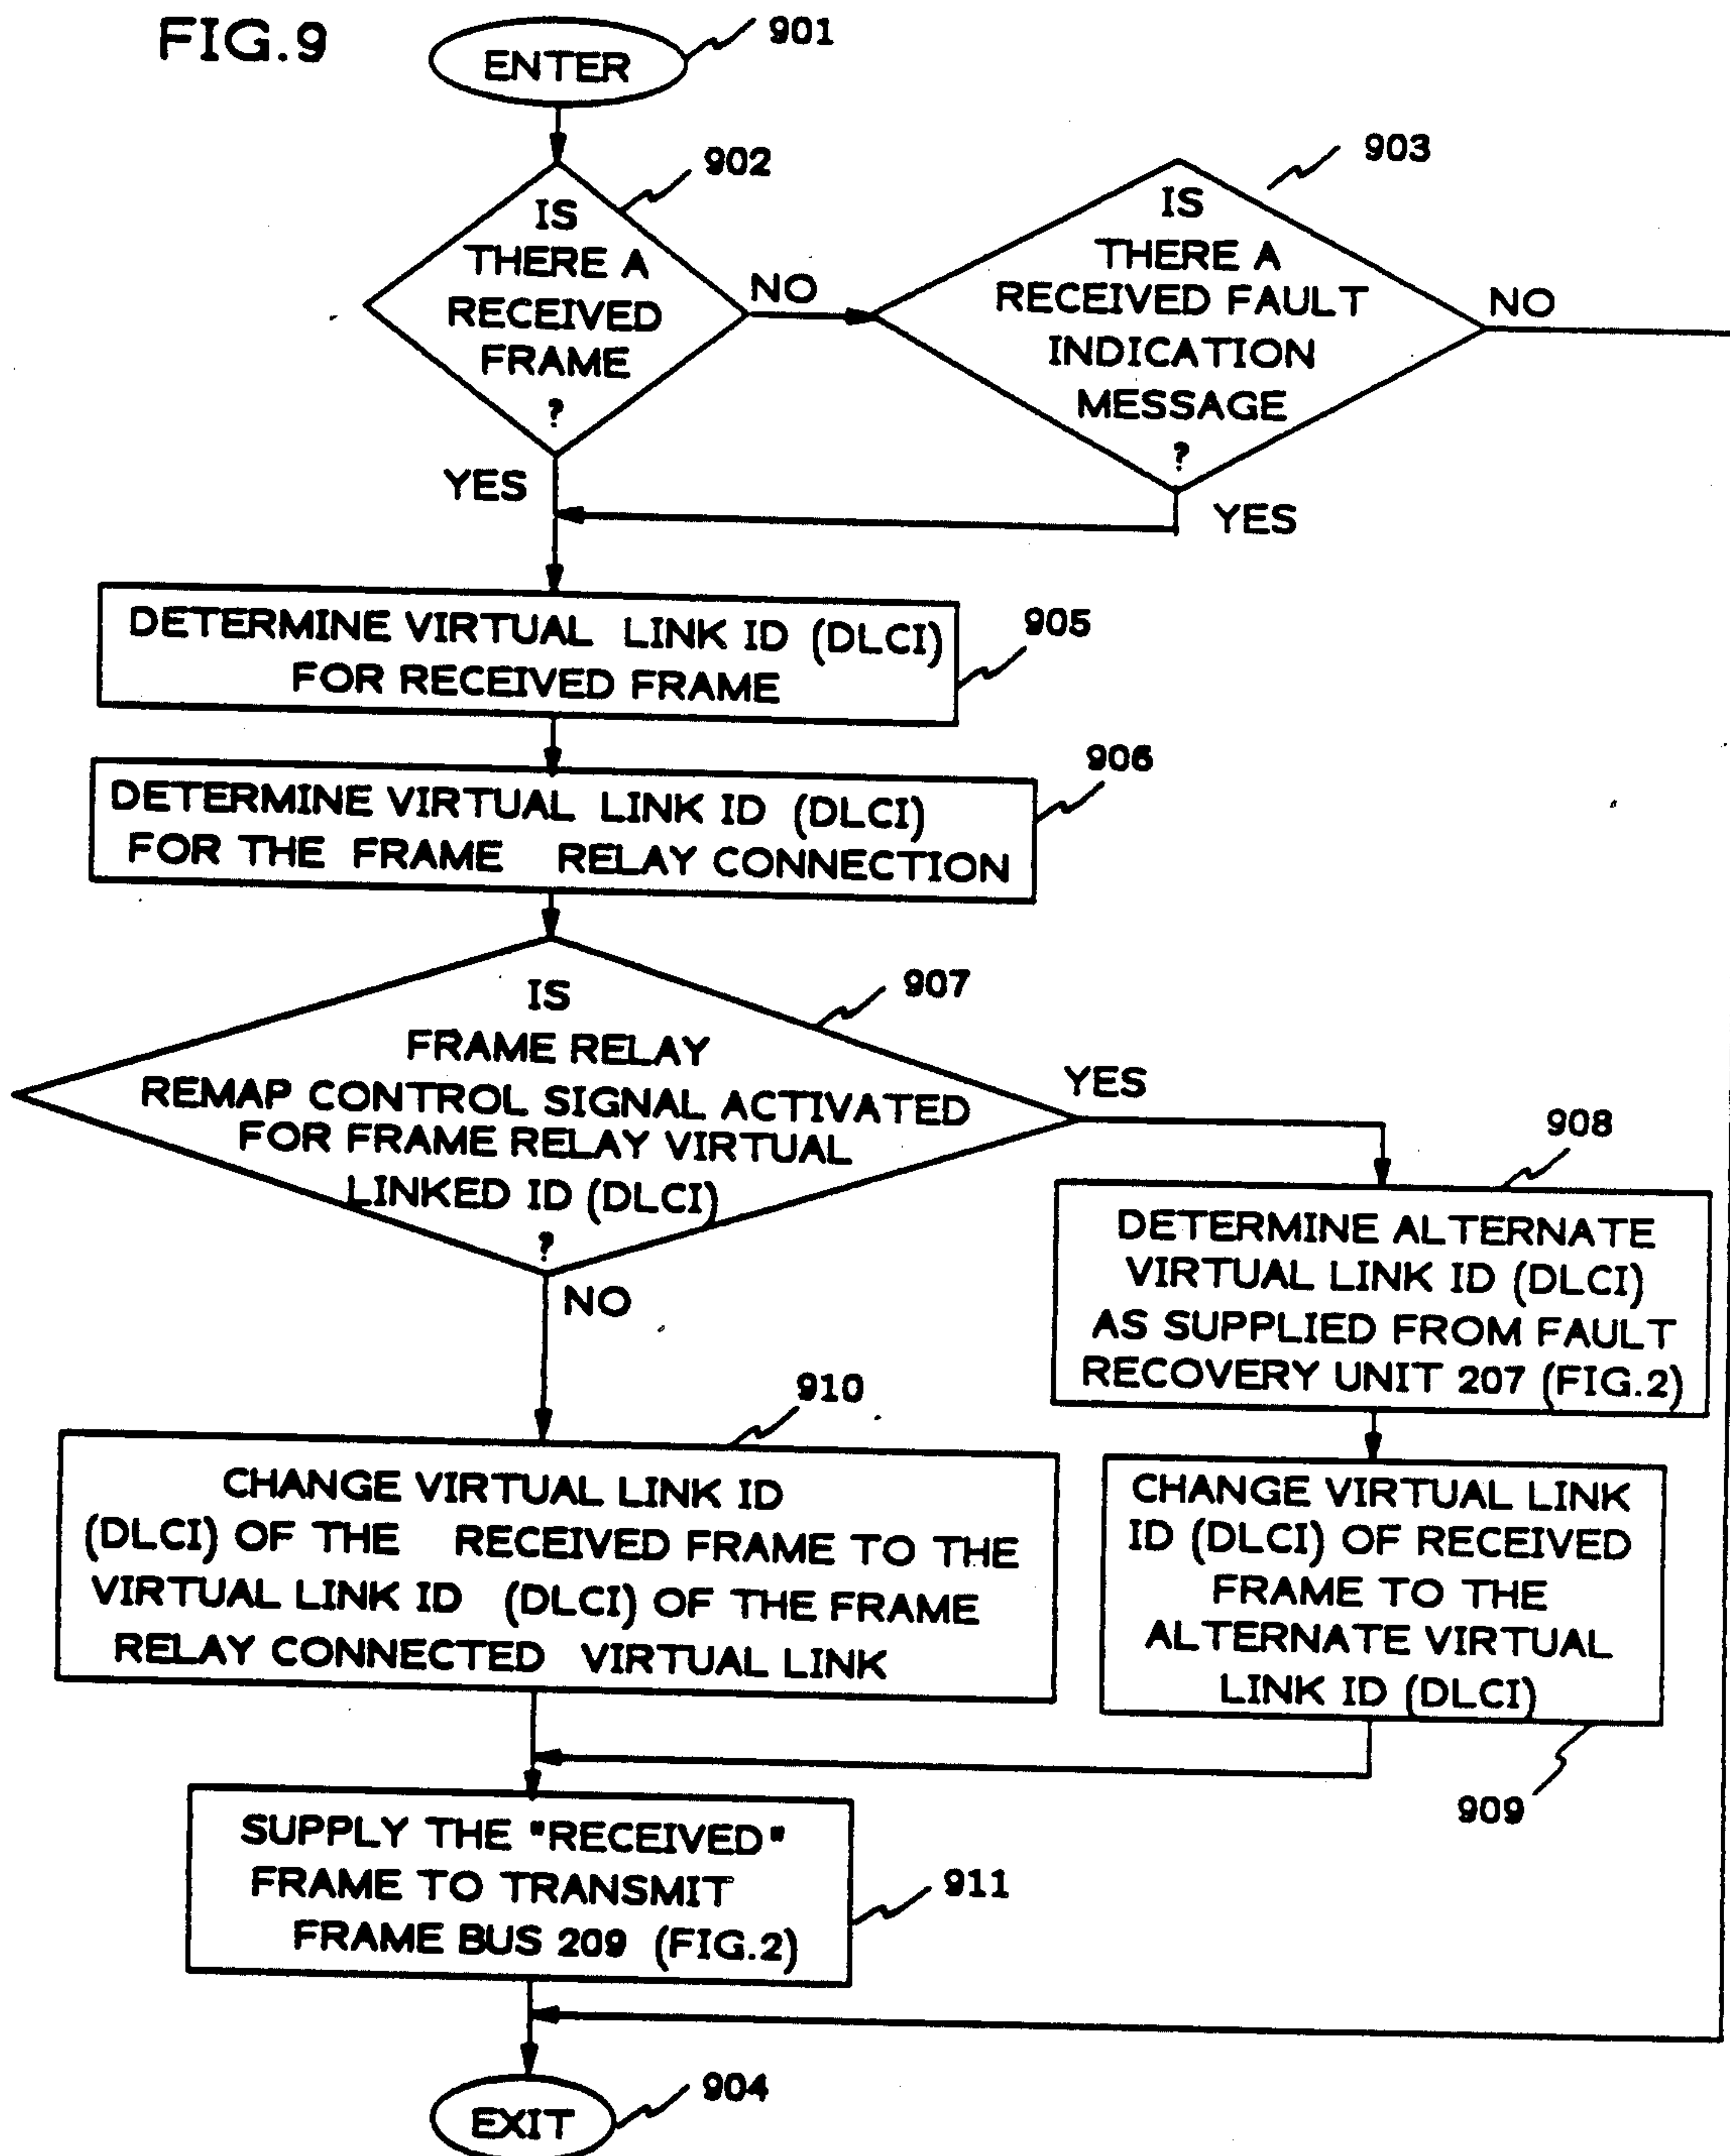 FIG.9
ENTER
901
902
IS
THERE A
RECEIVED
FRAME
?
NO
YES
903
IS
THERE A
RECEIVED FAULT
INDICATION
MESSAGE
?
NO
YES
DETERMINE VIRTUAL LINK ID (DLCI)
FOR RECEIVED FRAME
905
DETERMINE VIRTUAL LINK ID (DLCI)
FOR THE FRAME RELAY CONNECTION
906
IS
FRAME RELAY
REMAP CONTROL SIGNAL ACTIVATED
FOR FRAME RELAY VIRTUAL
LINKED ID (DLCI)
?
907
YES
NO
908
DETERMINE ALTERNATE
VIRTUAL LINK ID (DLCI)
AS SUPPLIED FROM FAULT
RECOVERY UNIT 207 (FIG.2)
910
CHANGE VIRTUAL LINK ID
(DLCI) OF THE RECEIVED FRAME TO THE
VIRTUAL LINK ID (DLCI) OF THE FRAME
RELAY CONNECTED VIRTUAL LINK
CHANGE VIRTUAL LINK
ID (DLCI) OF RECEIVED
FRAME TO THE
ALTERNATE VIRTUAL
LINK ID (DLCI)
909
SUPPLY THE "RECEIVED"
FRAME TO TRANSMIT
FRAME BUS 209 (FIG.2)
911
EXIT
904